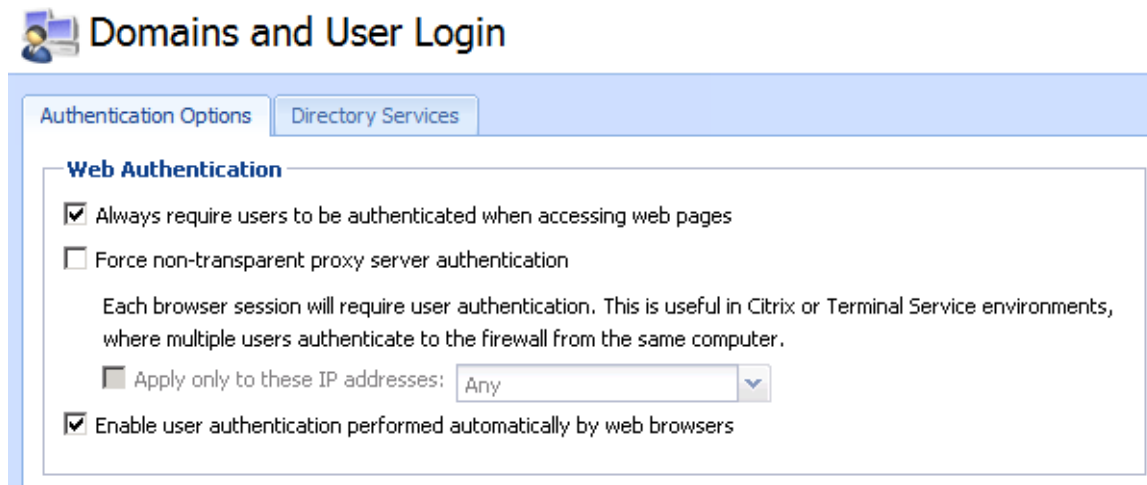 Domains and User Login
Authentication Options
Directory Services
Web Authentication
Always require users to be authenticated when accessing web pages
Force non-transparent proxy server authentication
Each browser session will require user authentication. This is useful in Citrix or Terminal Service environments,
where multiple users authenticate to the firewall from the same computer.
Apply only to these IP addresses: Any
Enable user authentication performed automatically by web browsers